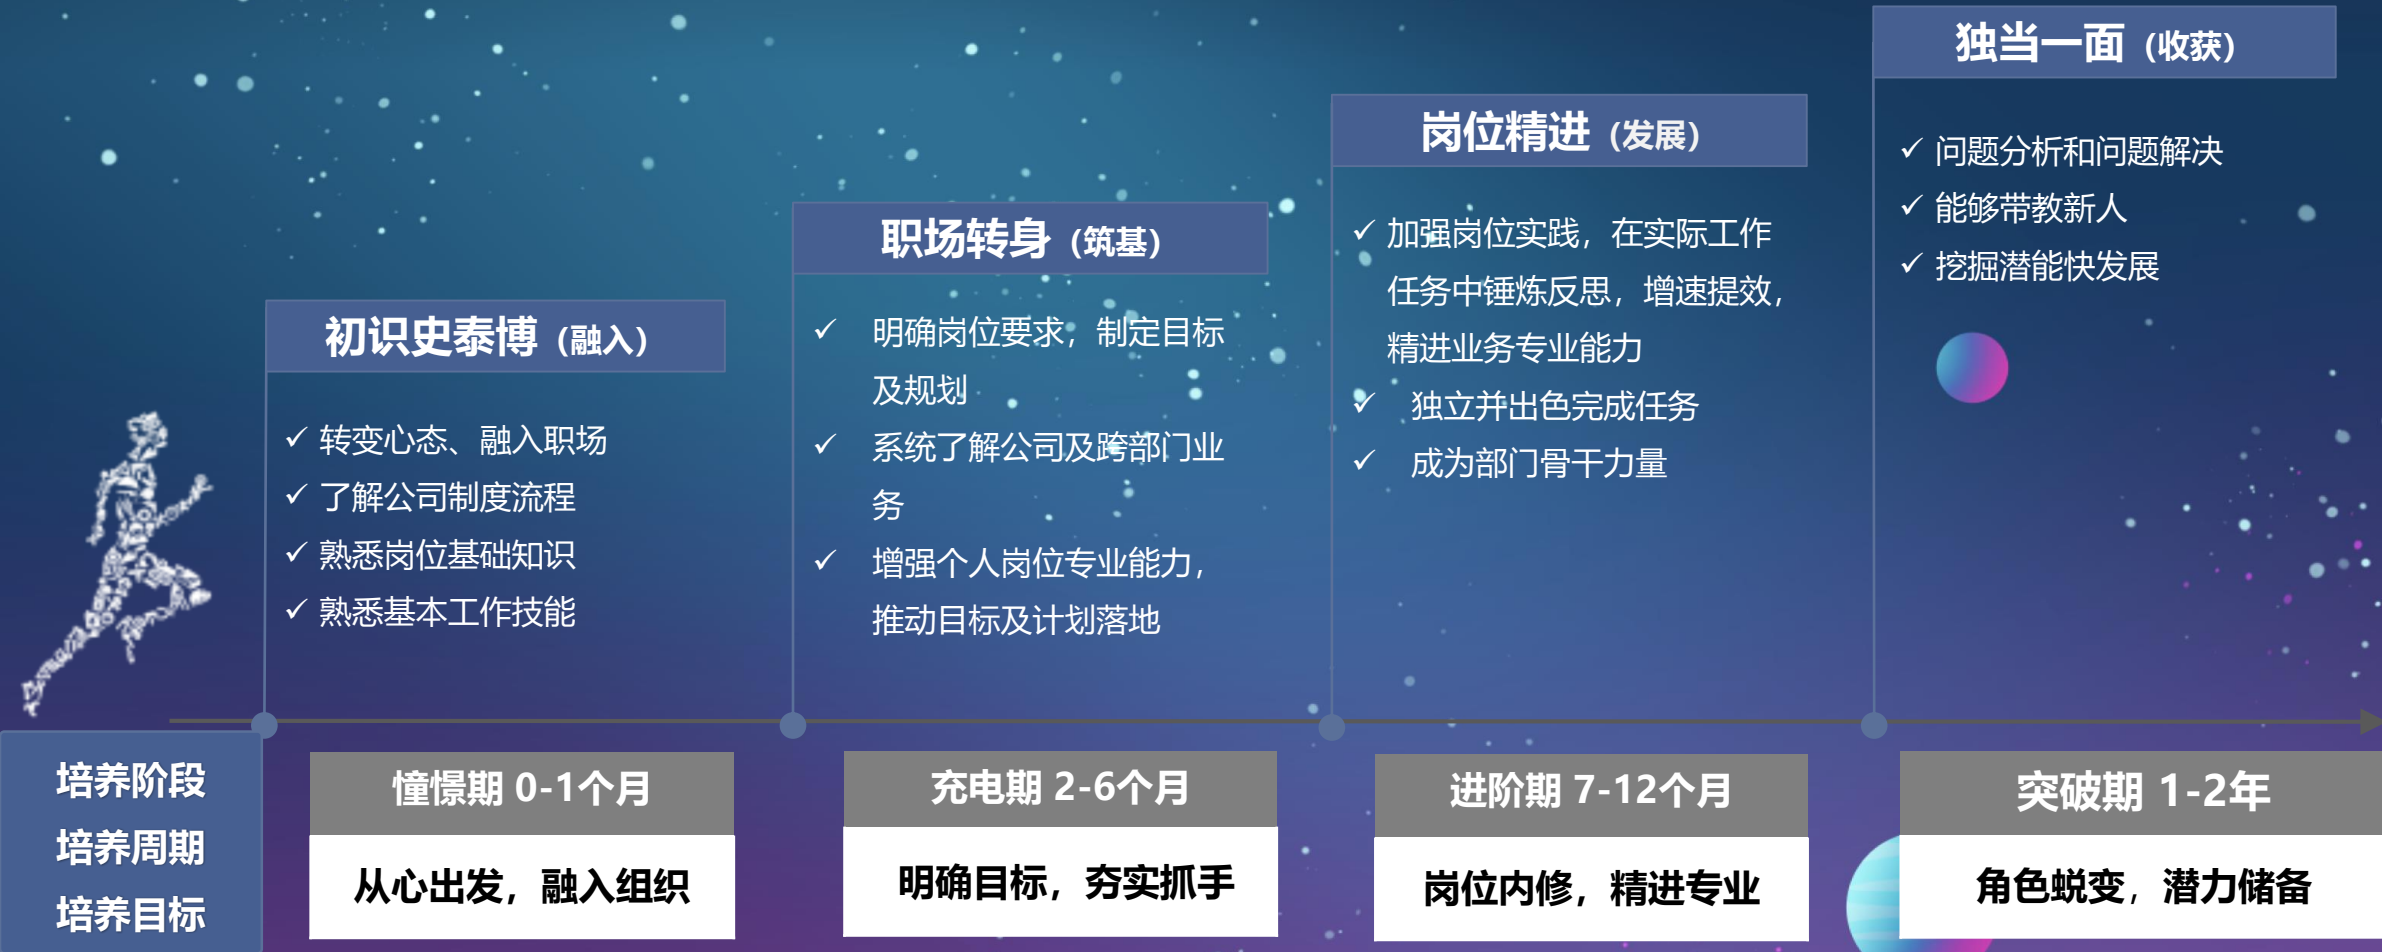 初识史泰博（融入）
✓ 转变心态、融入职场
✓ 了解公司制度流程
✓ 熟悉岗位基础知识
✓ 熟悉基本工作技能
职场转身（筑基）
✓ 明确岗位要求，制定目标
及规划
✓ 系统了解公司及跨部门业
务
✓ 增强个人岗位专业能力，
推动目标及计划落地
岗位精进（发展）
✓ 加强岗位实践，在实际工作
任务中锤炼反思，增速提效，
精进业务专业能力
✓ 独立并出色完成任务
✓ 成为部门骨干力量
独当一面（收获）
✓ 问题分析和问题解决
✓ 能够带教新人
✓ 挖掘潜能快发展
培养阶段
培养周期
培养目标
憧憬期 0-1个月
从心出发，融入组织
充电期 2-6个月
明确目标，夯实抓手
进阶期 7-12个月
岗位内修，精进专业
突破期 1-2年
角色蜕变，潜力储备